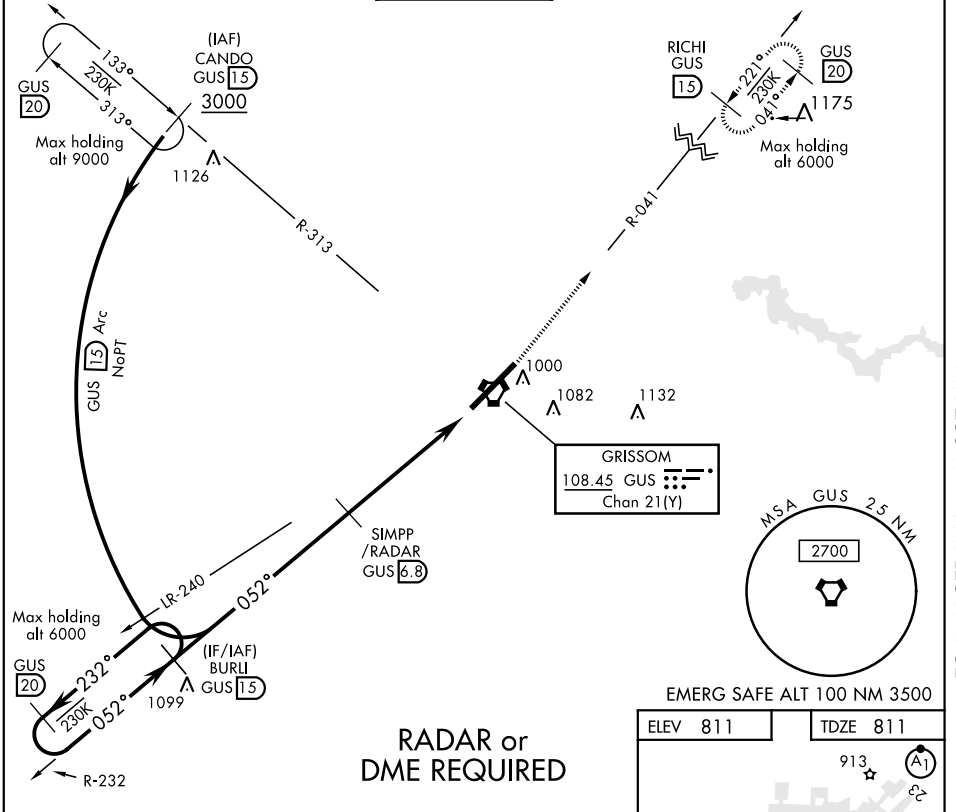 (IAF)
CANDO
GUS 15
3000
133°
230K
313°
GUS
20
Max holding
alt 9000
1126
R-313
RICHI
GUS
15
221°
230K
041°
GUS
20
1175
Max holding
alt 6000
R-041
GUS 15 Arc
NoPT
1000
1082
1132
GRISSOM
108.45 GUS
Chan 21(Y)
SIMPP
/RADAR
GUS 6.8
MSA GUS 25 NM
2700
LR-240
052°
Max holding
alt 6000
GUS
20
232°
230K
052°
(IF/IAF)
BURLI
GUS 15
1099
R-232
RADAR or
DME REQUIRED
EMERG SAFE ALT 100 NM 3500
ELEV 811
TDZE 811
913
A1
23